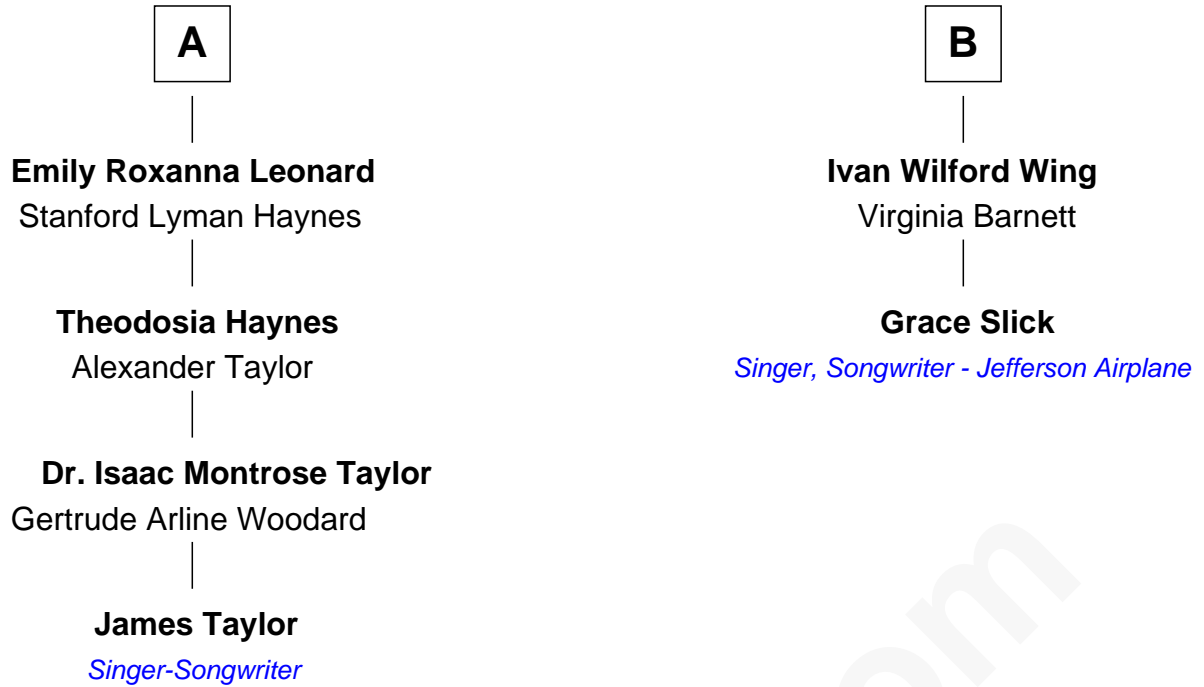 A
Emily Roxanna Leonard
Stanford Lyman Haynes
Theodosia Haynes
Alexander Taylor
Dr. Isaac Montrose Taylor
Gertrude Arline Woodard
James Taylor
Singer-Songwriter
B
Ivan Wilford Wing
Virginia Barnett
Grace Slick
Singer, Songwriter - Jefferson Airplane
om